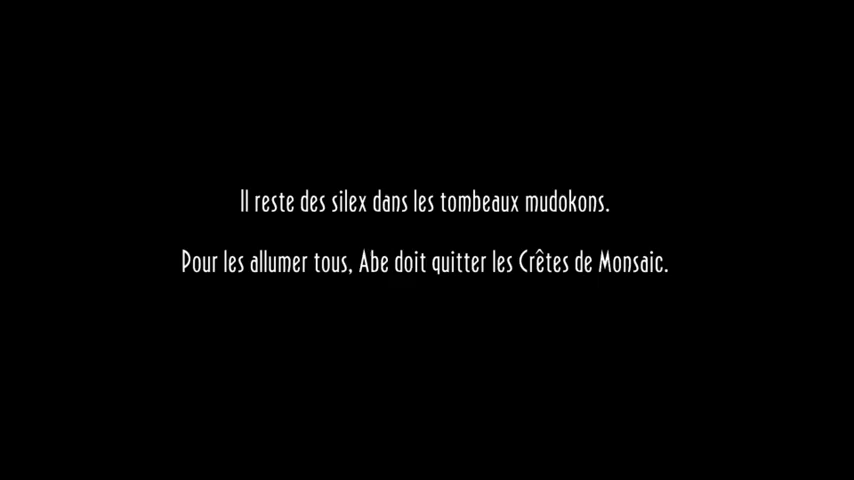 Il reste des silex dans les tombeaux mudokons.
Pour les allumer tous, Abe doit quitter les Crêtes de Monsaic.